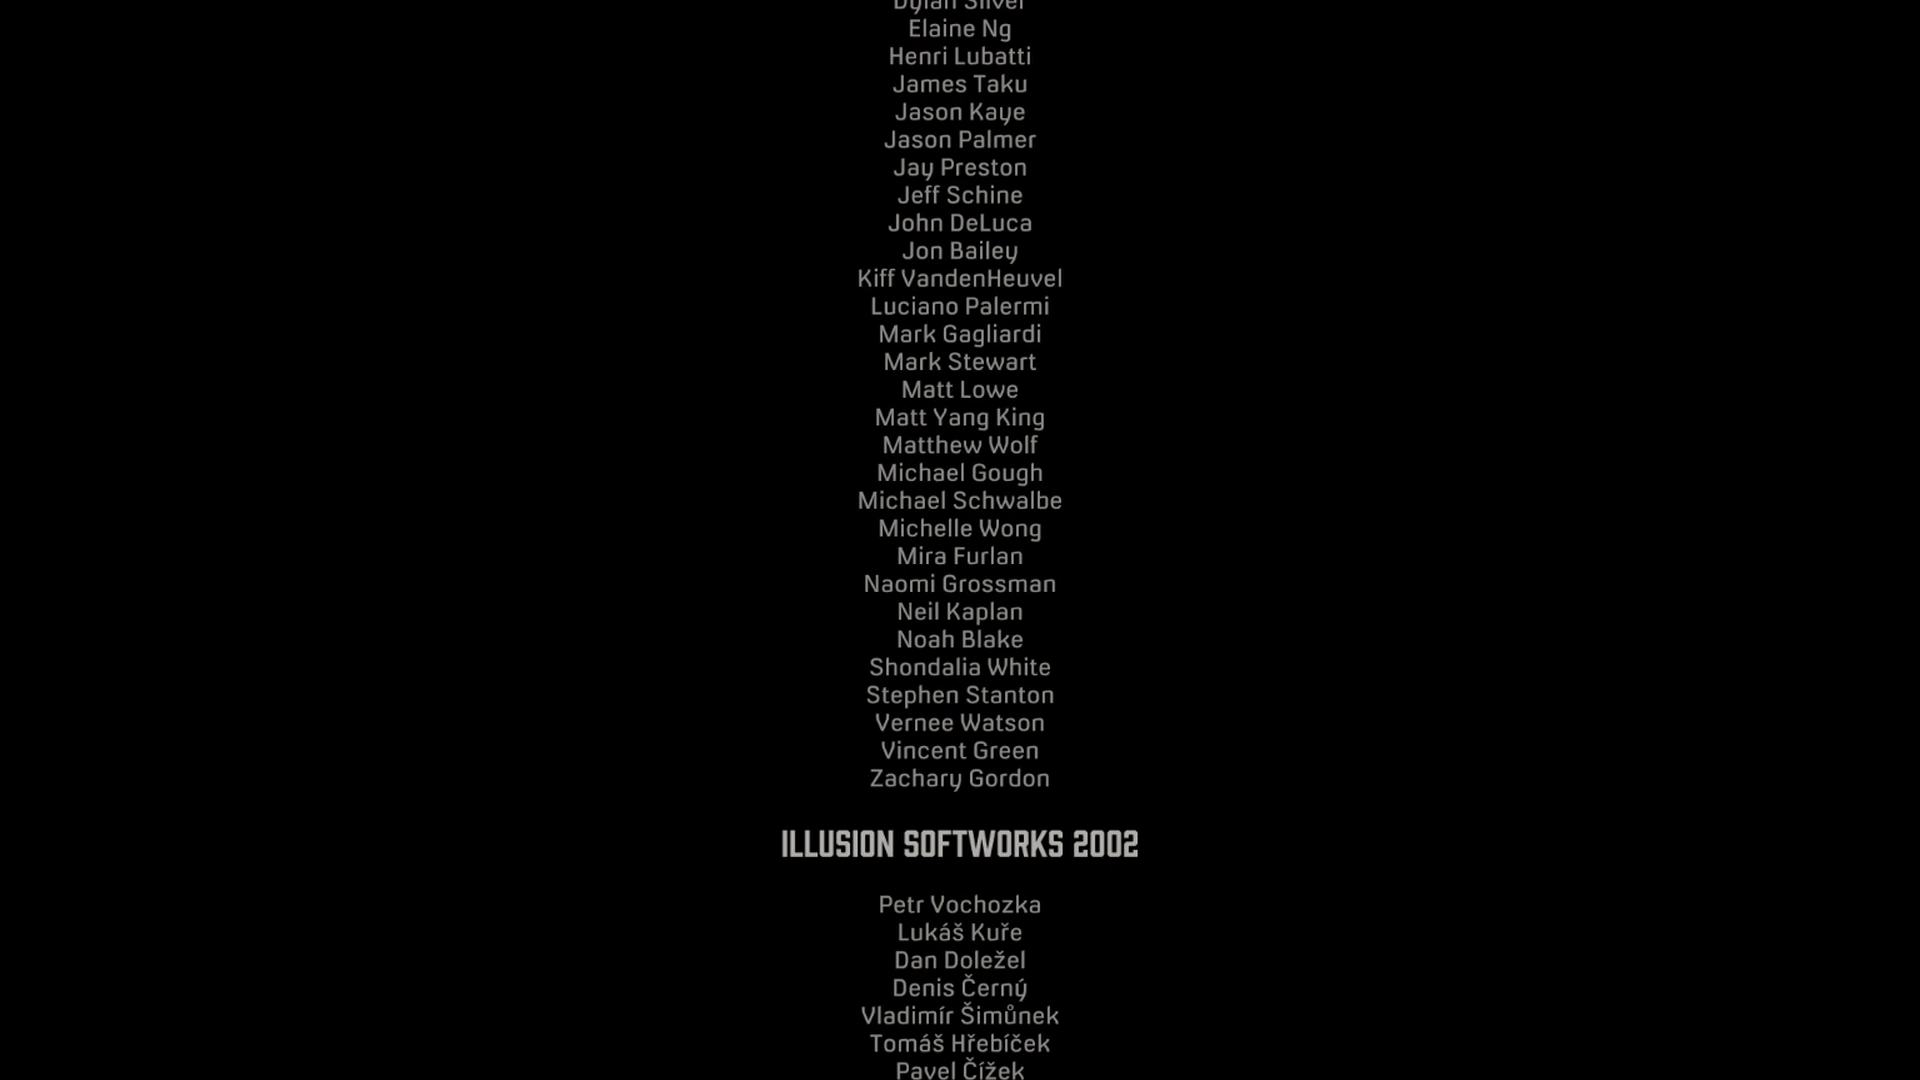 Dylan Silver
Elaine Ng
Henri Lubatti
James Taku
Jason Kaye
Jason Palmer
Jay Preston
Jeff Schine
John DeLuca
Jon Bailey
Kiff VandenHeuvel
Luciano Palermi
Mark Gagliardi
Mark Stewart
Matt Lowe
Matt Yang King
Matthew Wolf
Michael Gough
Michael Schwalbe
Michelle Wong
Mira Furlan
Naomi Grossman
Neil Kaplan
Noah Blake
Shondalia White
Stephen Stanton
Vernee Watson
Vincent Green
Zachary Gordon
ILLUSION SOFTWORKS 2002
Petr Vochozka
Lukáš Kuře
Dan Doležel
Denis Černý
Vladimír Šimůnek
Tomáš Hřebíček
Pavel Čížek